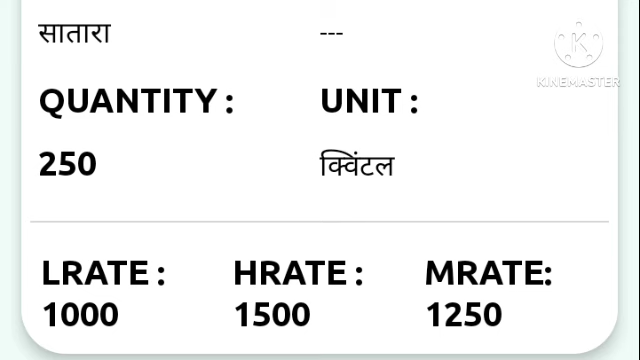 सातारा ---
K
KINEMASTER
QUANTITY : UNIT :
250 क्विंटल
LRATE : HRATE : MRATE:
1000 1500 1250